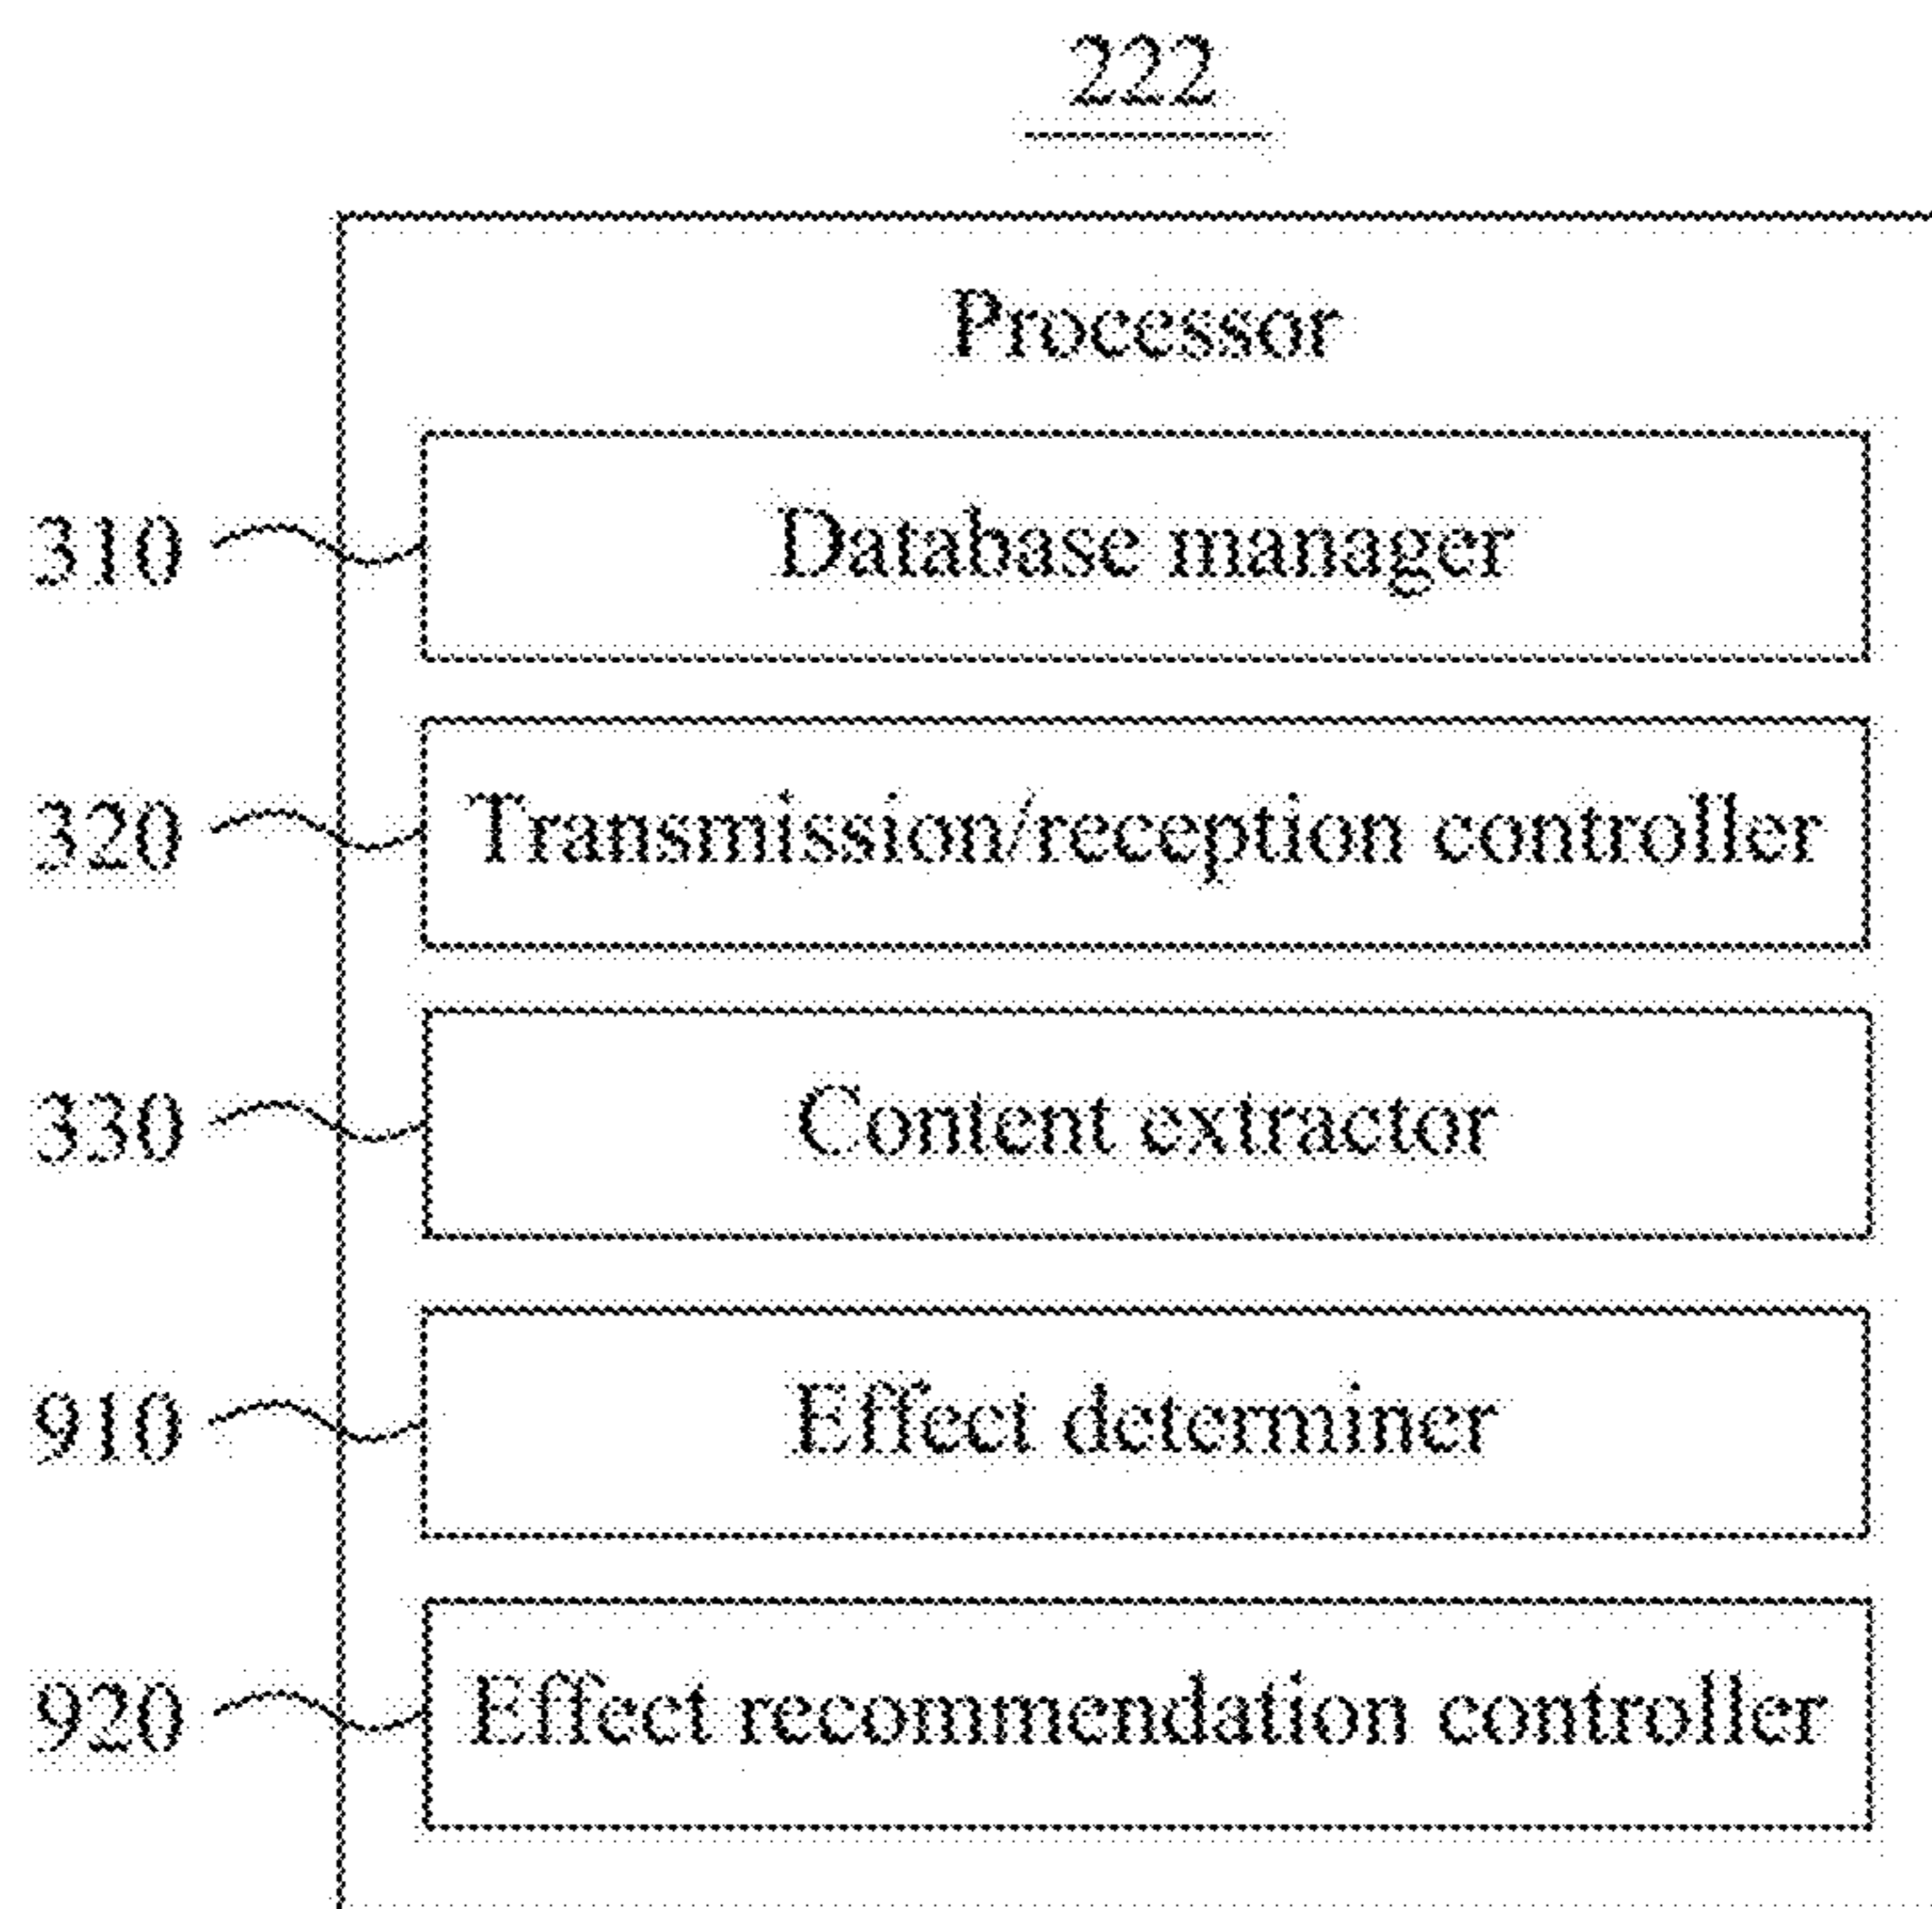 222
Processor
310 Database manager
320 Transmission/reception controller
330 Content extractor
910 Effect determiner
920 Effect recommendation controller